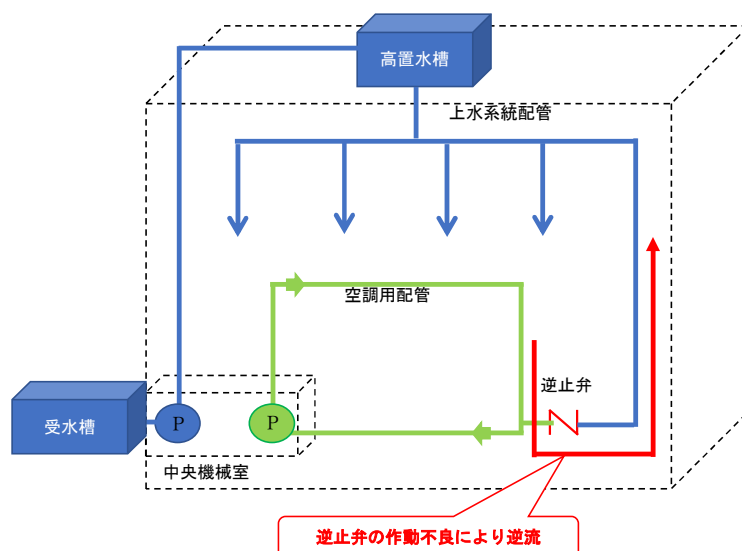 高置水槽
上水系統配管
空調用配管
逆止弁
受水槽
P
P
中央機械室
逆止弁の作動不良により逆流